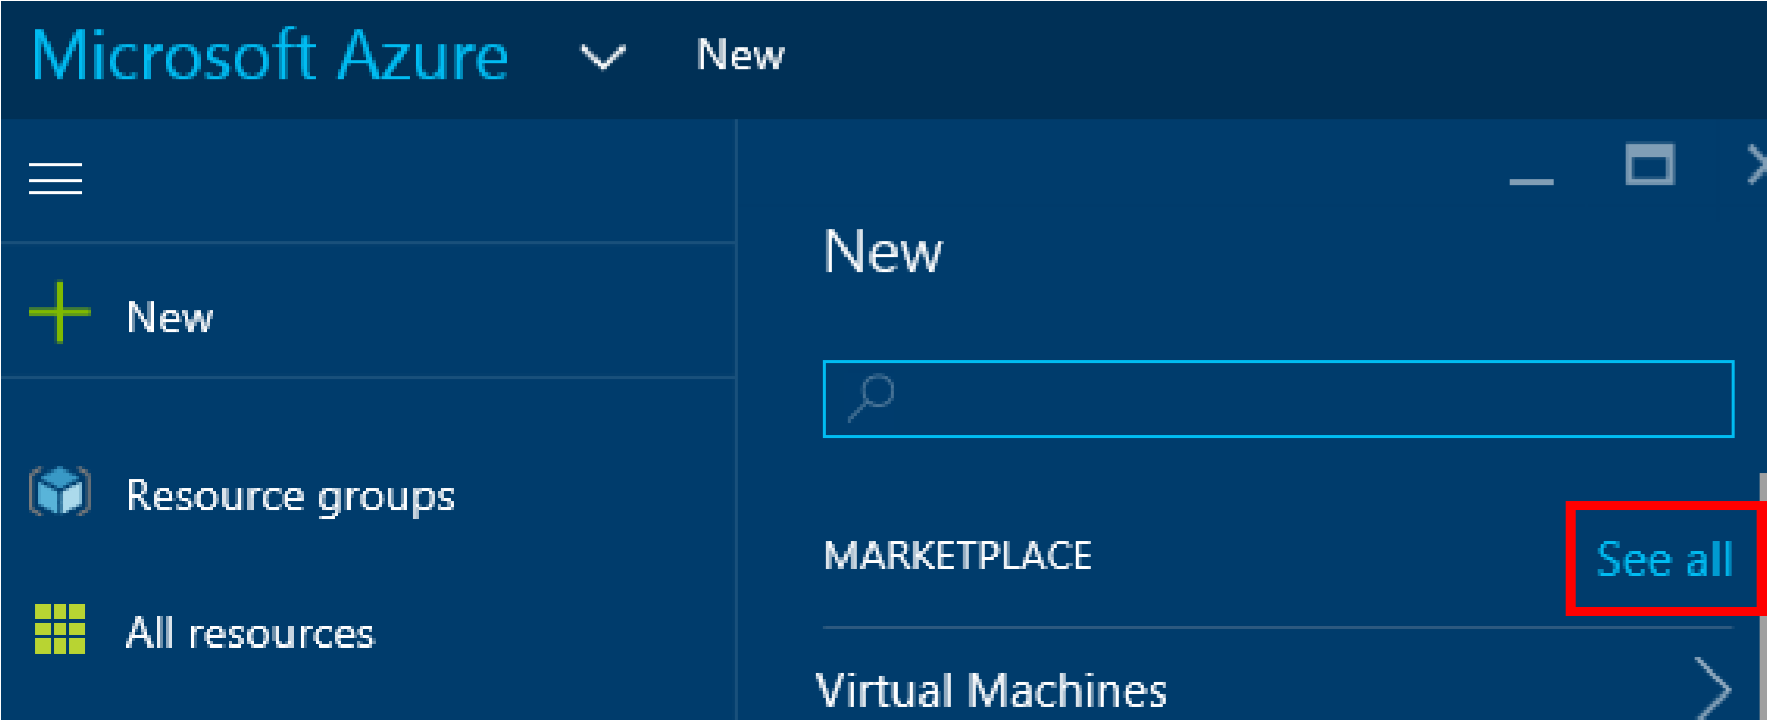 Microsoft Azure New
New
Resource groups
All resources
New
MARKETPLACE See all
Virtual Machines